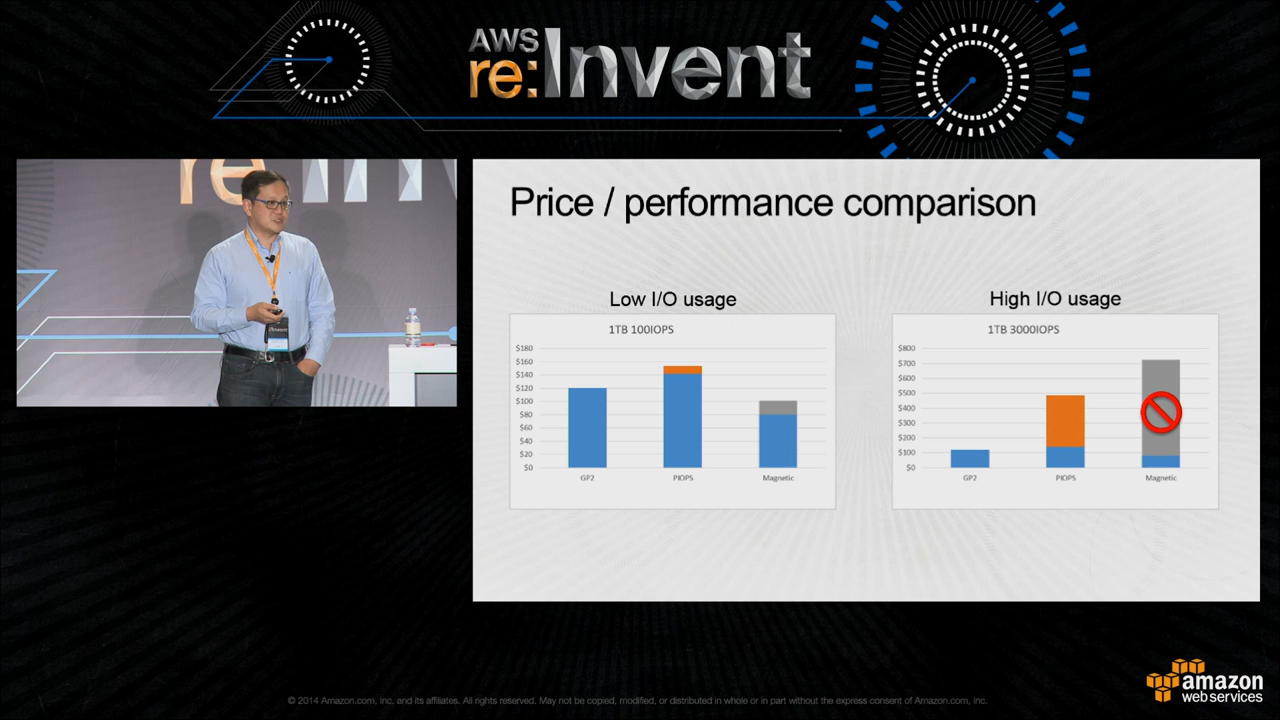 AWS
re:Invent
re:Inv
Price / performance comparison
Low I/O usage
1TB 100IOPS
$180
$160
$140
$120
$100
$80
$60
$40
$20
$0
GP2 PIOPS Magnetic
High I/O usage
1TB 3000IOPS
$800
$700
$600
$500
$400
$300
$200
$100
$0
GP2 PIOPS Magnetic
amazon
web services
© 2014 Amazon.com, Inc. and its affiliates. All rights reserved. May not be copied, modified, or distributed in whole or in part without the express consent of Amazon.com, Inc.